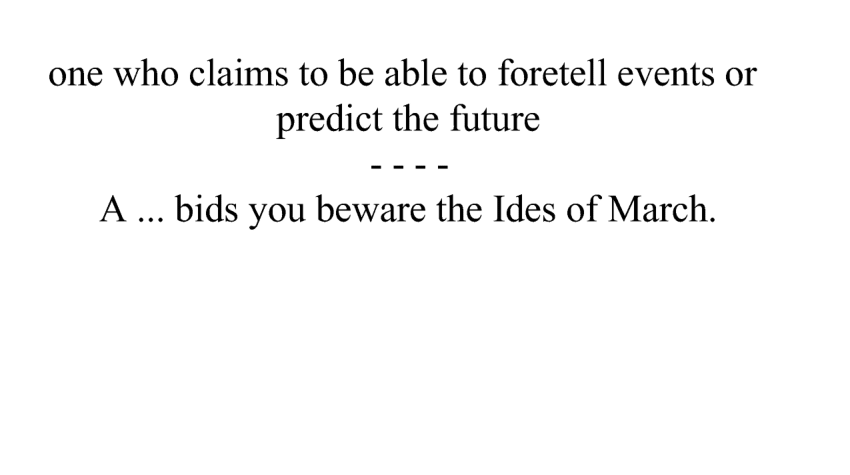 one who claims to be able to foretell events or
predict the future
- - - -
A ... bids you beware the Ides of March.